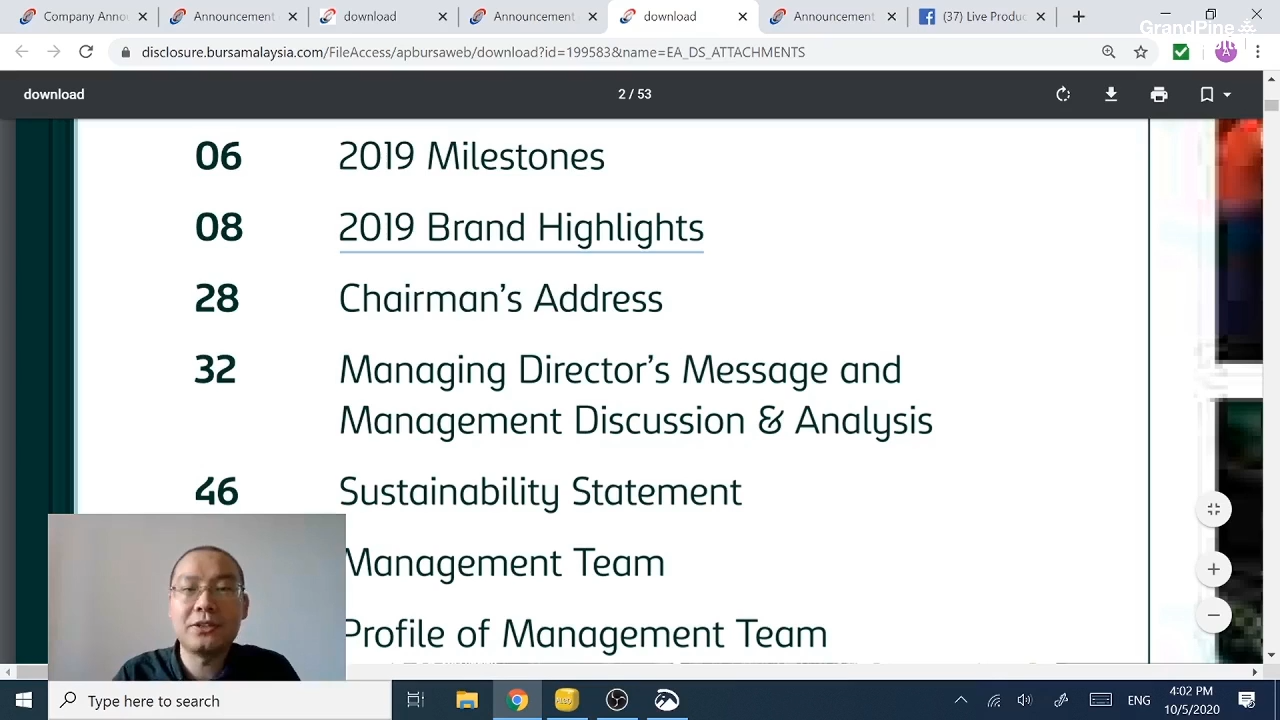 Company Annou
Announcement
download
Announcement
download
Announcement
(37) Live Produc
GrandPine
disclosure.bursamalaysia.com/FileAccess/apbursaweb/download?id=199583&name=EA_DS_ATTACHMENTS
A
download
2 / 53
06 2019 Milestones
08 2019 Brand Highlights
28 Chairman's Address
32 Managing Director's Message and
Management Discussion & Analysis
46 Sustainability Statement
Management Team
Profile of Management Team
Type here to search
ENG
4:02 PM
10/5/2020